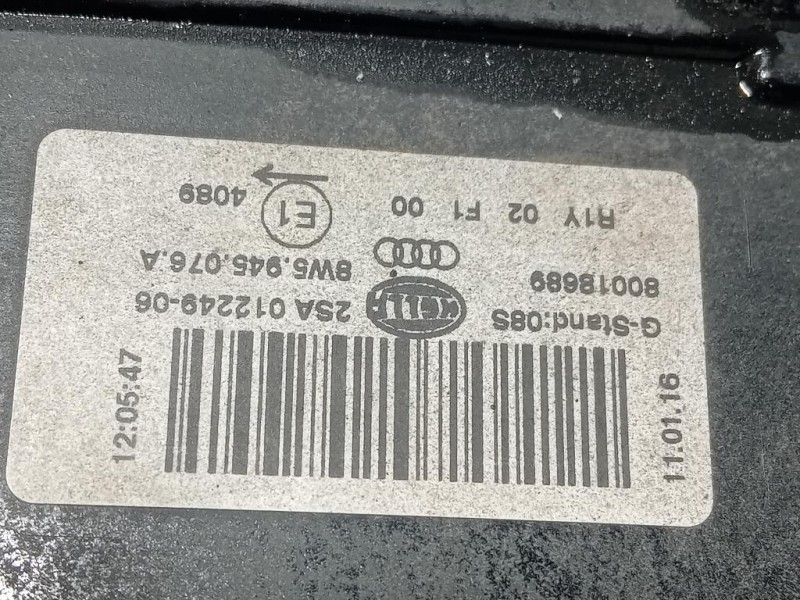 11.01.16
12:05:47
G-Stand:08S
2SA 012249-06
HELLA
80018689
8W5.945.076.A
R1Y 02 F1 00
E1
4089